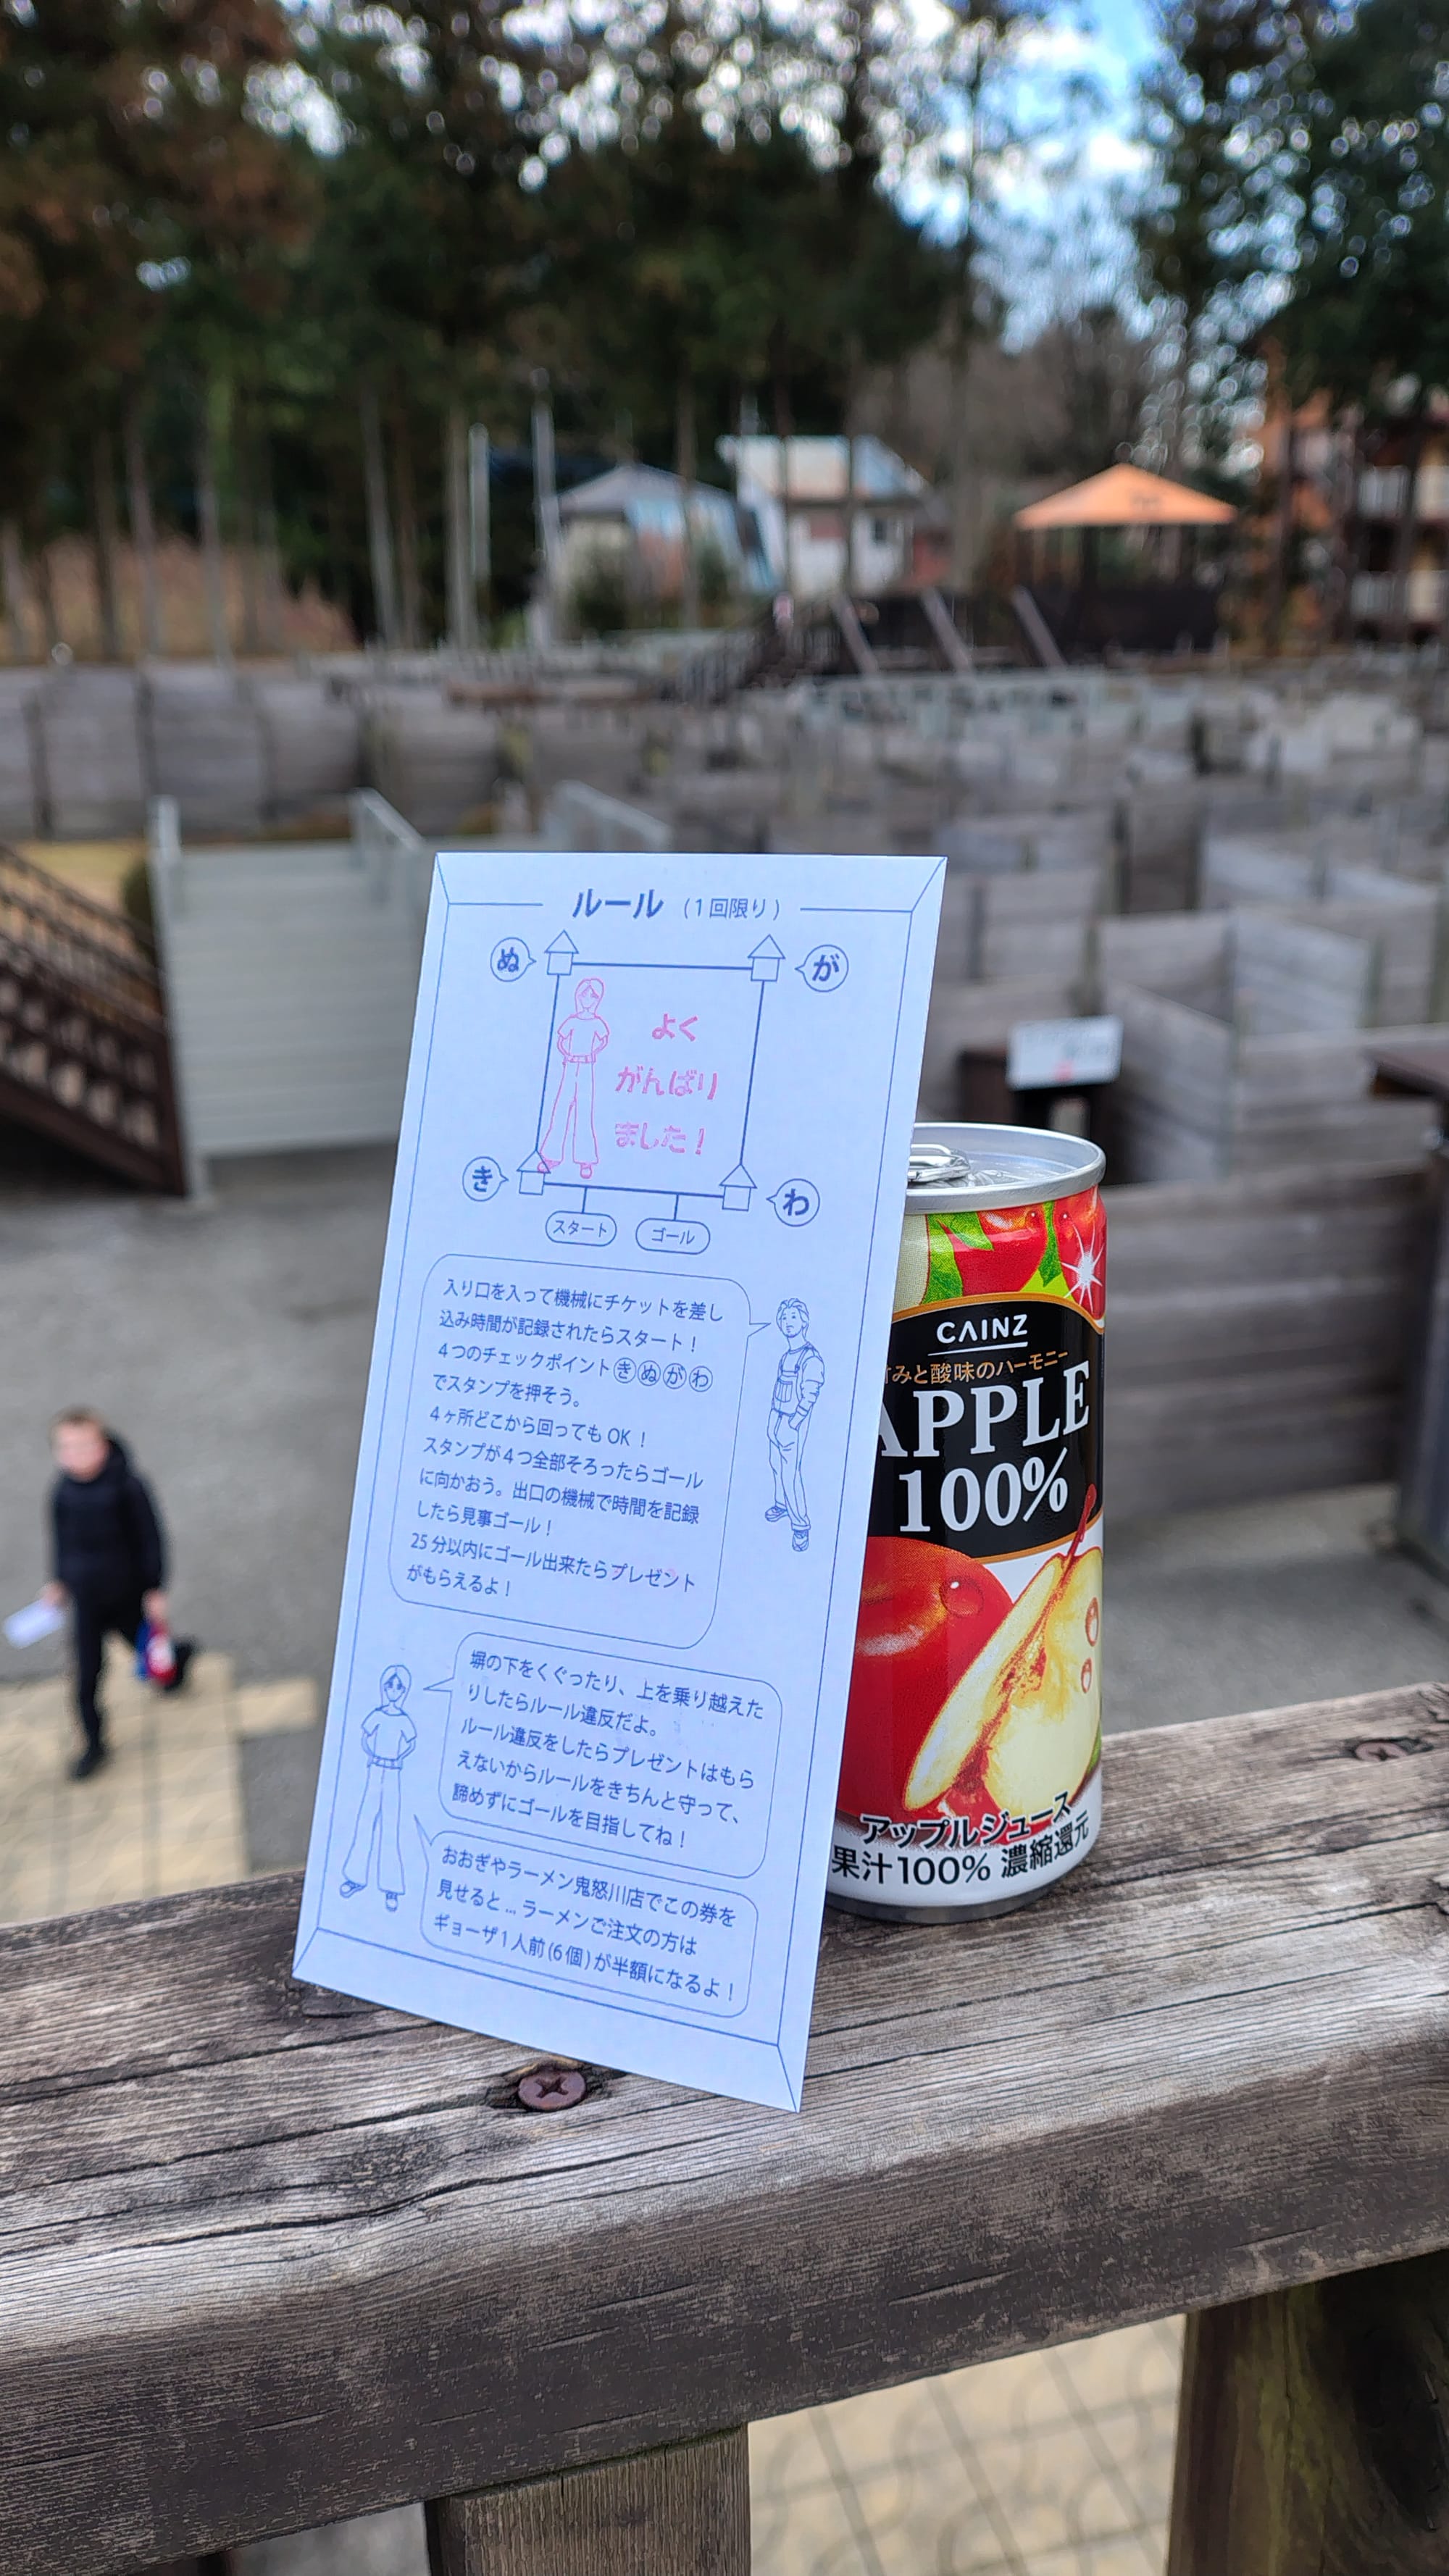 ルール (1回限り)
ぬ
が
よく
がんばり
ました！
き
わ
スタート
ゴール
入り口を入って機械にチケットを差し
込み時間が記録されたらスタート！
4つのチェックポイントきぬがわ
でスタンプを押そう。
4ヶ所どこから回ってもOK！
スタンプが4つ全部そろったらゴール
に向かおう。出口の機械で時間を記録
したら見事ゴール！
25分以内にゴール出来たらプレゼント
がもらえるよ！
塀の下をくぐったり、上を乗り越えた
りしたらルール違反だよ。
ルール違反をしたらプレゼントはもら
えないからルールをきちんと守って、
諦めずにゴールを目指してね！
おおぎやラーメン鬼怒川店でこの券を
見せると...ラーメンご注文の方は
ギョーザ1人前(6個)が半額になるよ！
CAINZ
みと酸味のハーモニー
APPLE
100%
アップルジュース
果汁100% 濃縮還元